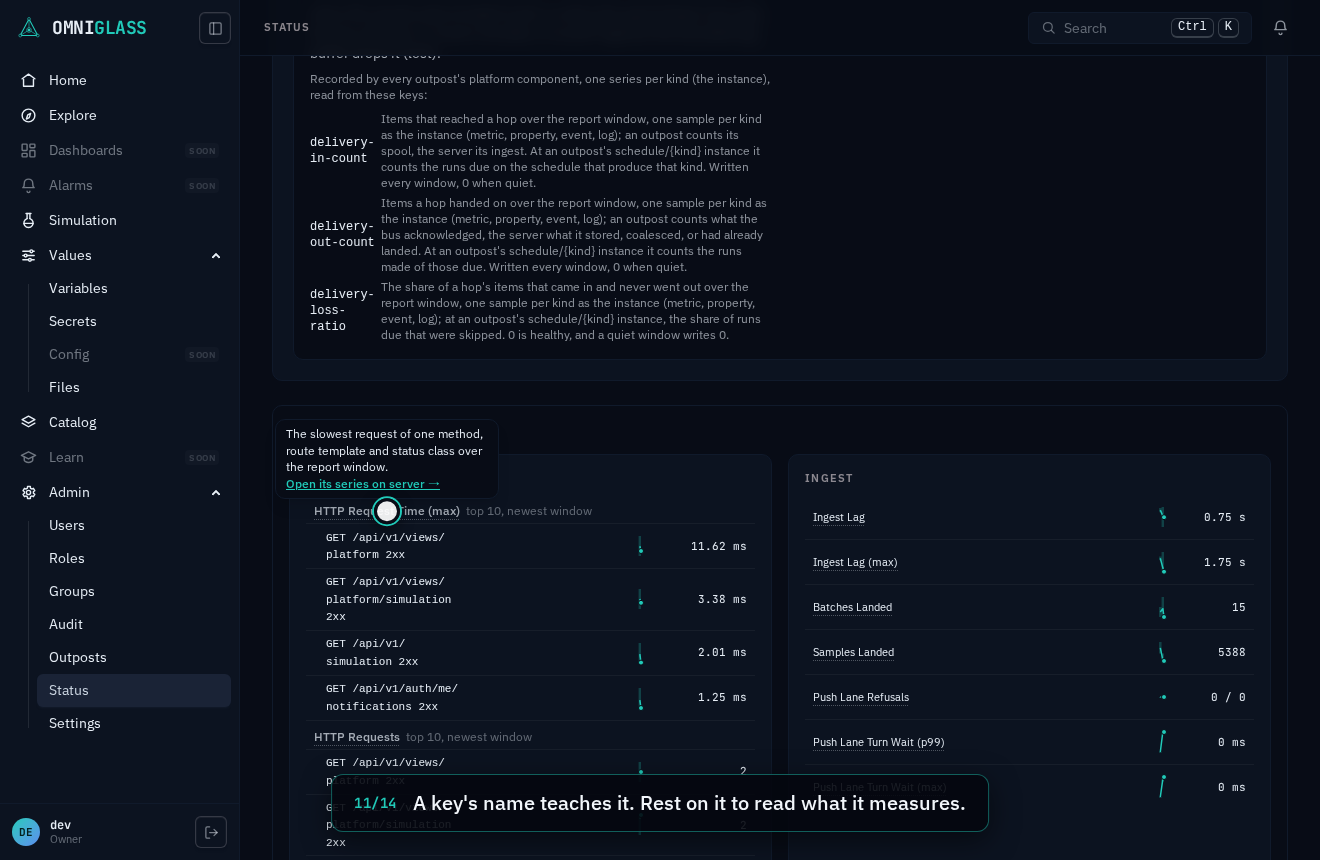 OMNIGLASS
STATUS
Search
Ctrl
K
Home
Explore
Dashboards SOON
Alarms SOON
Simulation
Values
Variables
Secrets
Config SOON
Files
Catalog
Learn SOON
Admin
Users
Roles
Groups
Audit
Outposts
Status
Settings
DE
dev
Owner
Recorded by every outpost's platform component, one series per kind (the instance),
read from these keys:
delivery-
in-count
Items that reached a hop over the report window, one sample per kind
as the instance (metric, property, event, log); an outpost counts its
spool, the server its ingest. At an outpost's schedule/{kind} instance it
counts the runs due on the schedule that produce that kind. Written
every window, 0 when quiet.
delivery-
out-count
Items a hop handed on over the report window, one sample per kind as
the instance (metric, property, event, log); an outpost counts what the
bus acknowledged, the server what it stored, coalesced, or had already
landed. At an outpost's schedule/{kind} instance it counts the runs
made of those due. Written every window, 0 when quiet.
delivery-
loss-
ratio
The share of a hop's items that came in and never went out over the
report window, one sample per kind as the instance (metric, property,
event, log); at an outpost's schedule/{kind} instance, the share of runs
due that were skipped. 0 is healthy, and a quiet window writes 0.
The slowest request of one method,
route template and status class over
the report window.
Open its series on server →
HTTP Request Time (max) top 10, newest window
GET /api/v1/views/
platform 2xx
11.62 ms
GET /api/v1/views/
platform/simulation
2xx
3.38 ms
GET /api/v1/
simulation 2xx
2.01 ms
GET /api/v1/auth/me/
notifications 2xx
1.25 ms
HTTP Requests top 10, newest window
GET /api/v1/views/
platform 2xx
2
platform/simulation
2xx
2
INGEST
Ingest Lag 0.75 s
Ingest Lag (max) 1.75 s
Batches Landed 15
Samples Landed 5388
Push Lane Refusals 0 / 0
Push Lane Turn Wait (p99) 0 ms
Push Lane Turn Wait (max) 0 ms
11/14 A key's name teaches it. Rest on it to read what it measures.